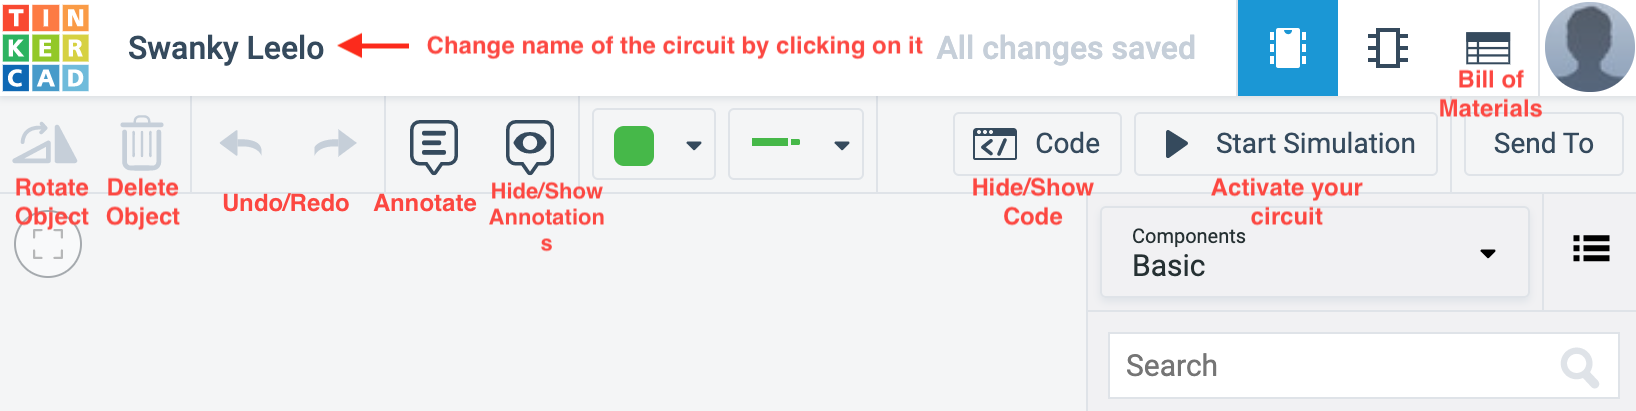 TIN
KER
CAD
Swanky Leelo
Change name of the circuit by clicking on it
All changes saved
Bill of
Materials
Code
Start Simulation
Send To
Rotate
Object
Delete
Object
Undo/Redo
Annotate
Hide/Show
Annotation
s
Hide/Show
Code
Activate your
circuit
Components
Basic
Search